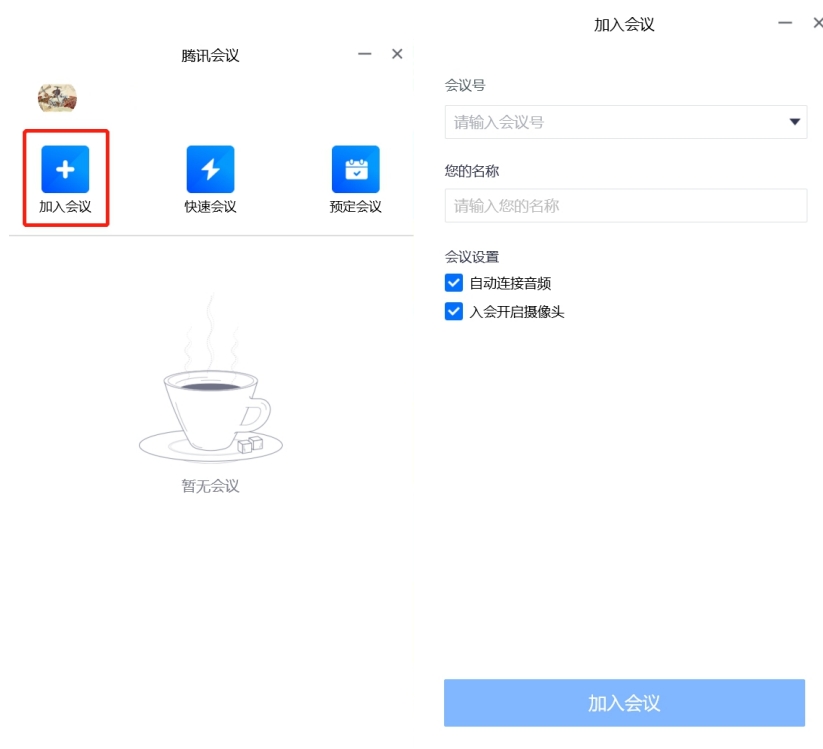 腾讯会议
加入会议
快速会议
预定会议
暂无会议
加入会议
会议号
请输入会议号
您的名称
请输入您的名称
会议设置
自动连接音频
入会开启摄像头
加入会议